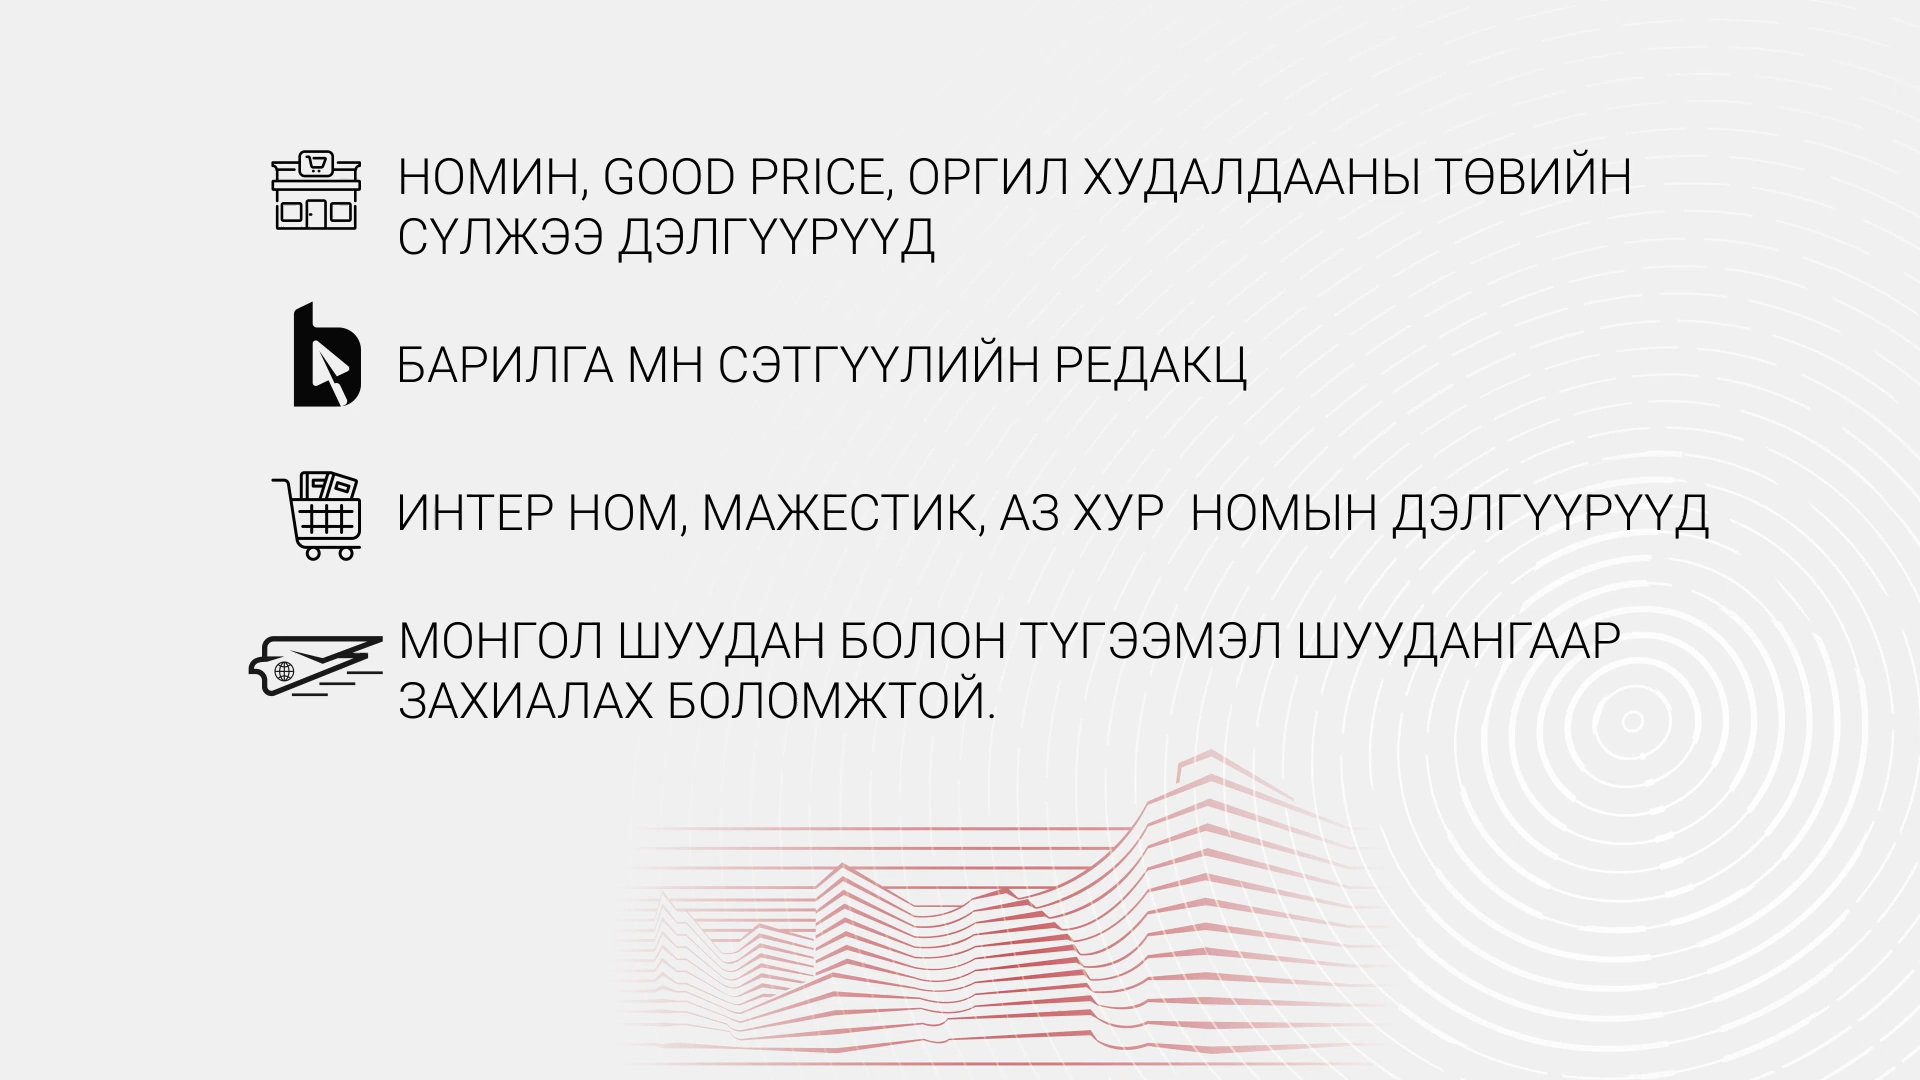 НОМИН, GOOD PRICE, ОРГИЛ ХУДАЛДААНЫ ТӨВИЙН
СҮЛЖЭЭ ДЭЛГҮҮРҮҮД
БАРИЛГА МН СЭТГҮҮЛИЙН РЕДАКЦ
ИНТЕР НОМ, МАЖЕСТИК, АЗ ХУР НОМЫН ДЭЛГҮҮРҮҮД
МОНГОЛ ШУУДАН БОЛОН ТҮГЭЭМЭЛ ШУУДАНГААР
ЗАХИАЛАХ БОЛОМЖТОЙ.